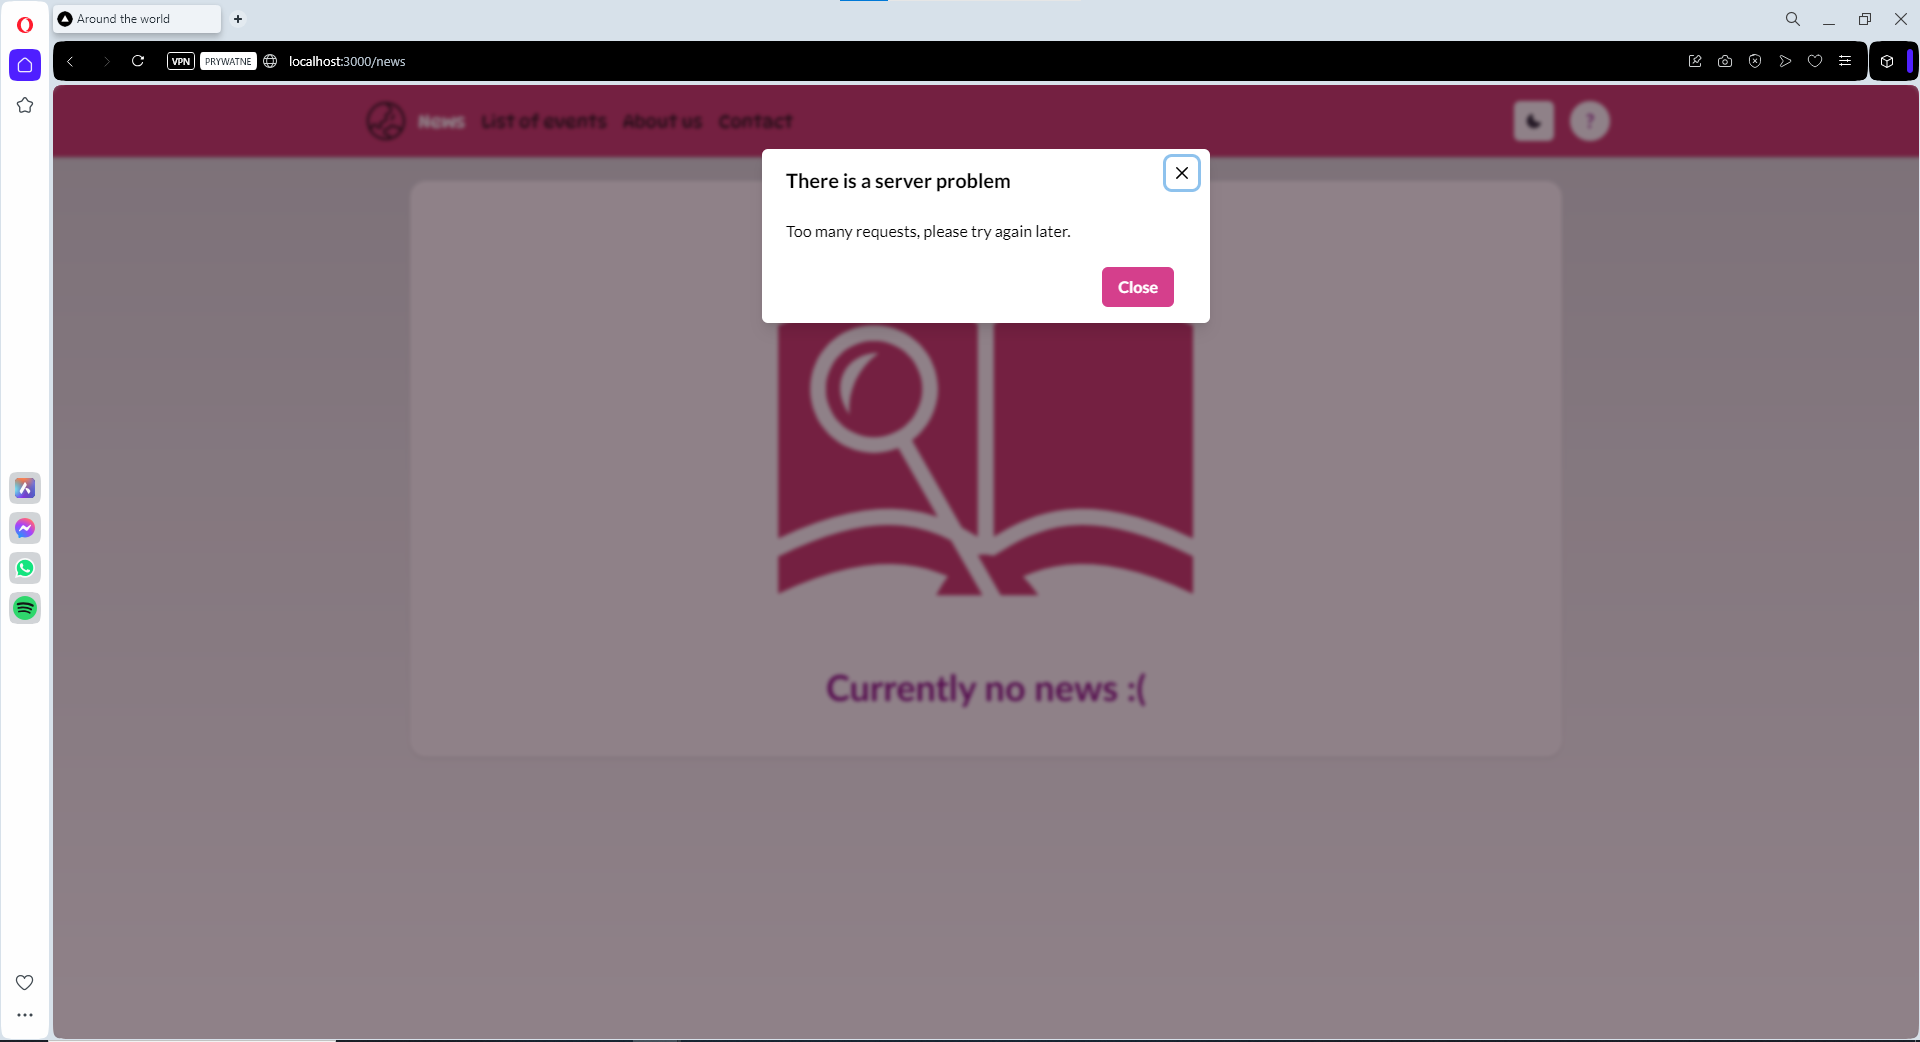 Around the world
VPN
PRYWATNE
localhost:3000/news
News
List of events
About us
Contact
?
There is a server problem
Too many requests, please try again later.
Close
Currently no news :(